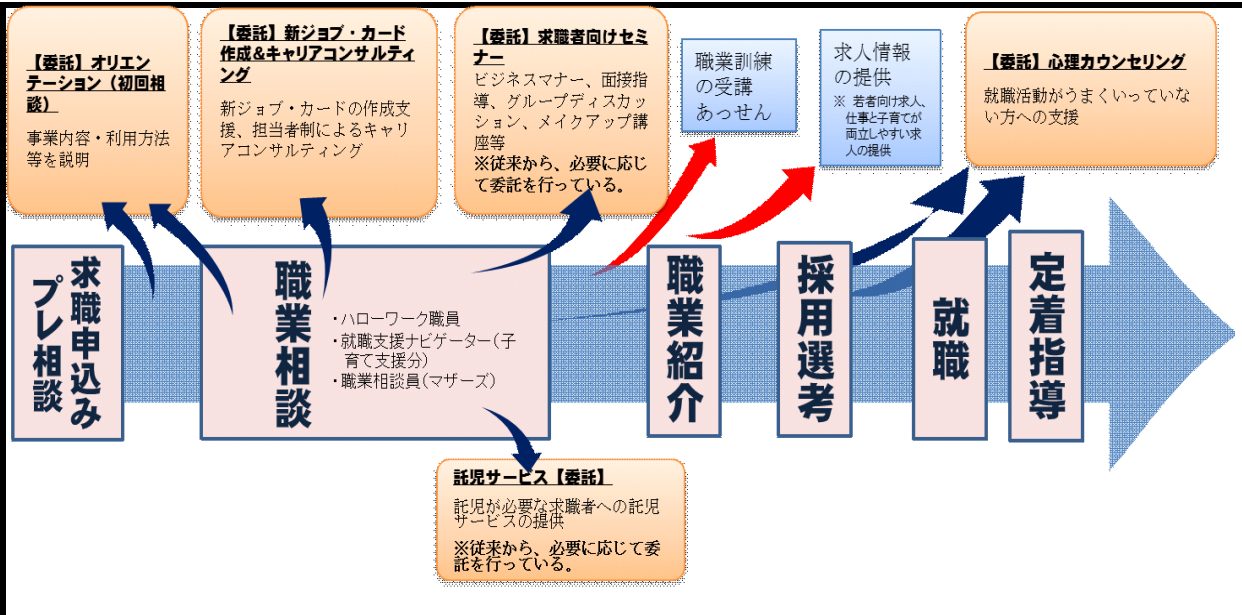 【委託】オリエン
テーション（初回相
談）
事業内容・利用方法
等を説明
【委託】新ジョブ・カード
作成&キャリアコンサルティ
ング
新ジョブ・カードの作成支
援、担当者制によるキャリ
アコンサルティング
【委託】求職者向けセミ
ナー
ビジネスマナー、面接指
導、グループディスカッ
ション、メイクアップ講
座等
※従来から、必要に応じ
て委託を行っている。
職業訓練
の受講
あっせん
求人情報
の提供
※ 若者向け求人、
仕事と子育てが
両立しやすい求
人の提供
【委託】心理カウンセリング
就職活動がうまくいっていな
い方への支援
求職申込み
プレ相談
職業相談
・ハローワーク職員
・就職支援ナビゲーター(子
育て支援分)
・職業相談員(マザーズ)
職業紹介
採用選考
就職
定着指導
託児サービス【委託】
託児が必要な求職者への託児
サービスの提供
※従来から、必要に応じて委
託を行っている。